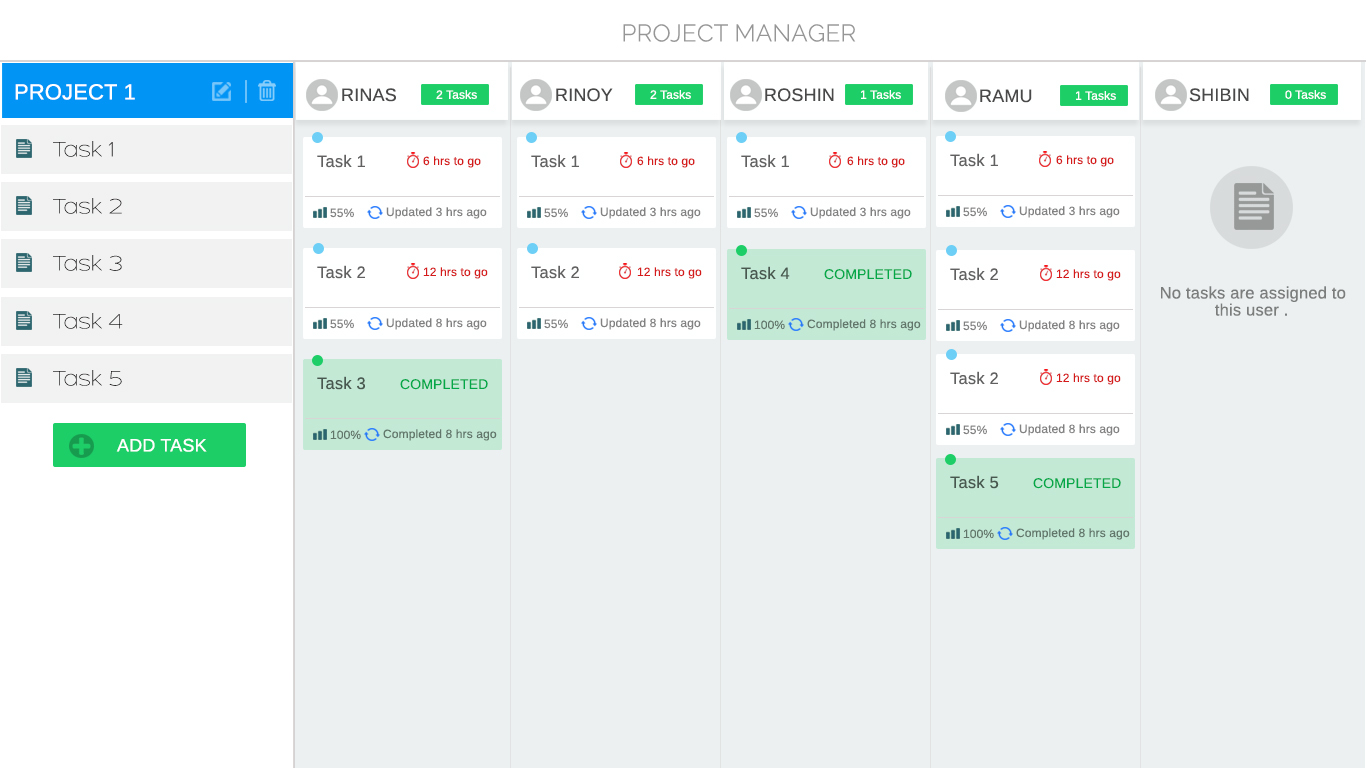 PROJECT MANAGER
PROJECT 1
Task 1
Task 2
Task 3
Task 4
Task 5
ADD TASK
RINAS 2 Tasks
Task 1 6 hrs to go
55% Updated 3 hrs ago
Task 2 12 hrs to go
55% Updated 8 hrs ago
Task 3 COMPLETED
100% Completed 8 hrs ago
RINOY 2 Tasks
Task 1 6 hrs to go
55% Updated 3 hrs ago
Task 2 12 hrs to go
55% Updated 8 hrs ago
ROSHIN 1 Tasks
Task 1 6 hrs to go
55% Updated 3 hrs ago
Task 4 COMPLETED
100% Completed 8 hrs ago
RAMU 1 Tasks
Task 1 6 hrs to go
55% Updated 3 hrs ago
Task 2 12 hrs to go
55% Updated 8 hrs ago
Task 2 12 hrs to go
55% Updated 8 hrs ago
Task 5 COMPLETED
100% Completed 8 hrs ago
SHIBIN 0 Tasks
No tasks are assigned to
this user .